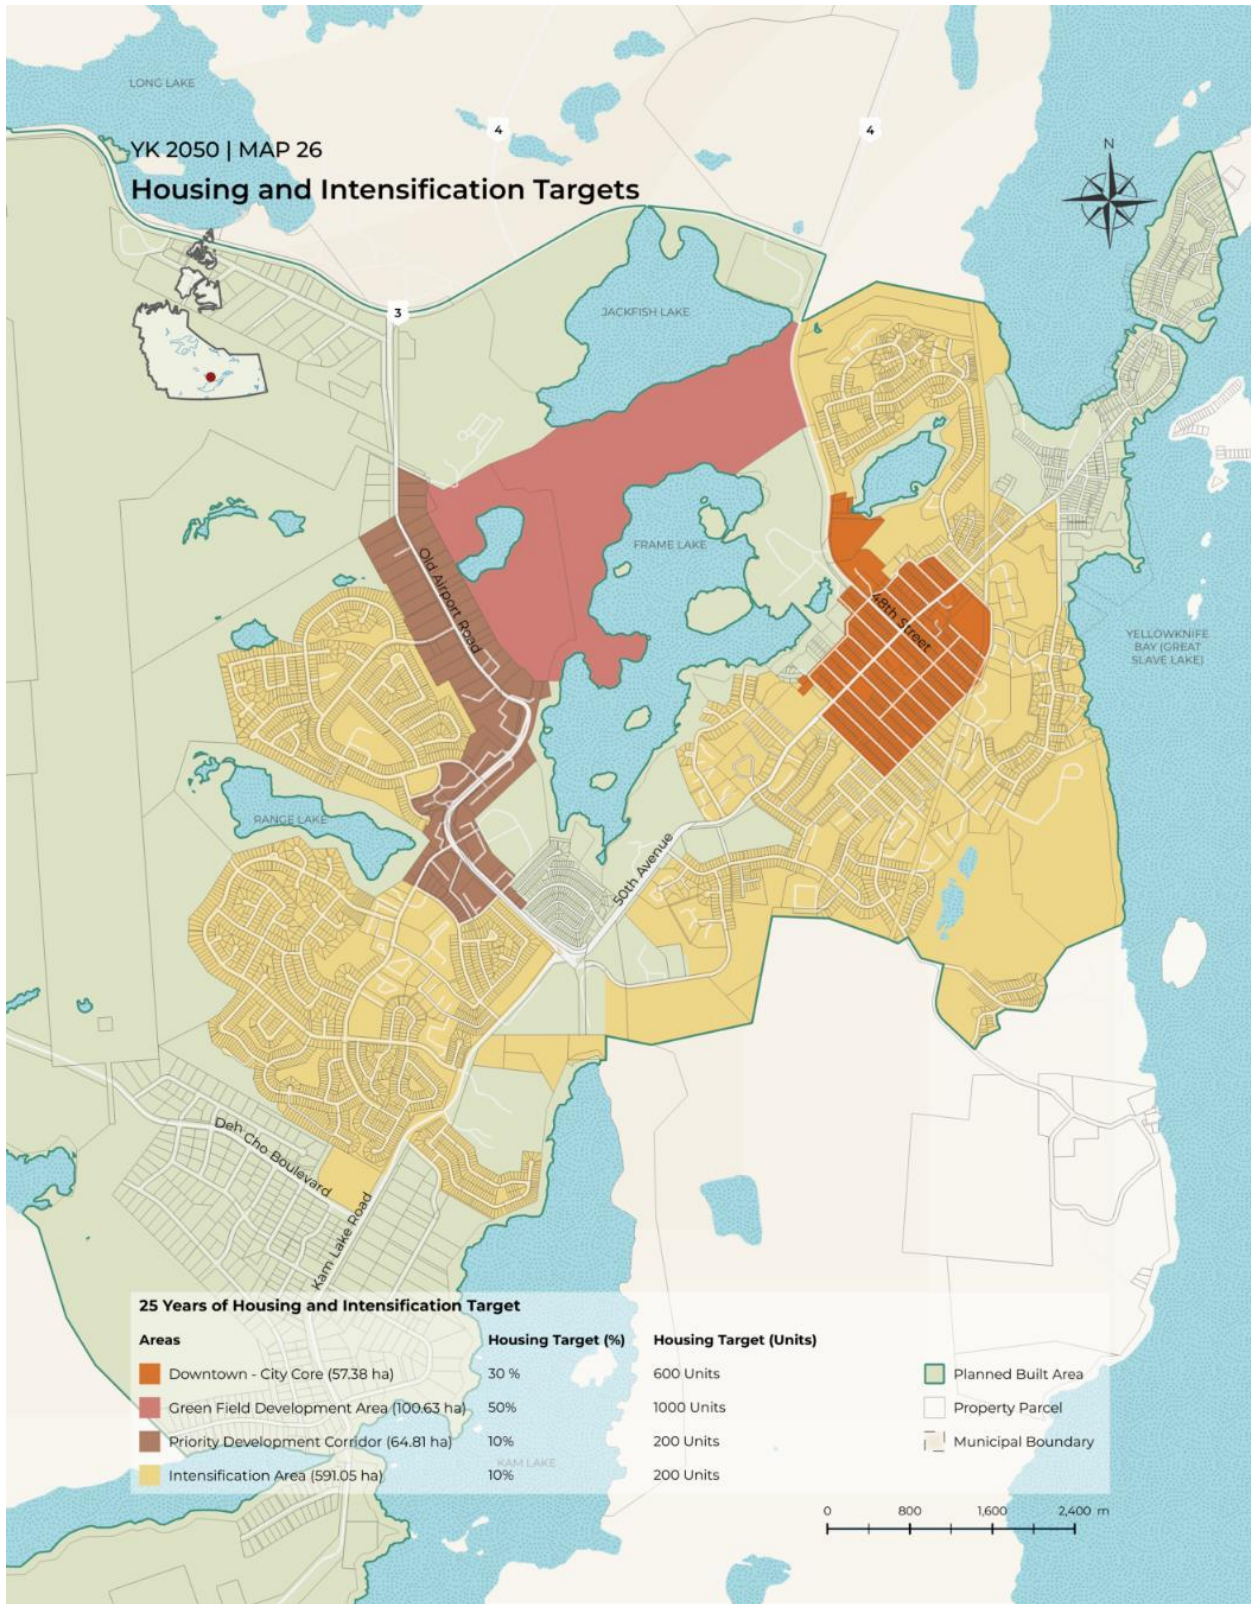 LONG LAKE
4
4
YK 2050 | MAP 26
Housing and Intensification Targets
N
3
JACKFISH LAKE
Old Airport Road
FRAME LAKE
48th Street
YELLOWKNIFE
BAY (GREAT
SLAVE LAKE)
RANGE LAKE
50th Avenue
Deh Cho Boulevard
Kam Lake Road
25 Years of Housing and Intensification Target
Areas Housing Target (%) Housing Target (Units)
Downtown - City Core (57.38 ha) 30 % 600 Units Planned Built Area
Green Field Development Area (100.63 ha) 50% 1000 Units Property Parcel
Priority Development Corridor (64.81 ha) 10% 200 Units Municipal Boundary
KAM LAKE
Intensification Area (591.05 ha) 10% 200 Units
0 800 1,600 2,400 m